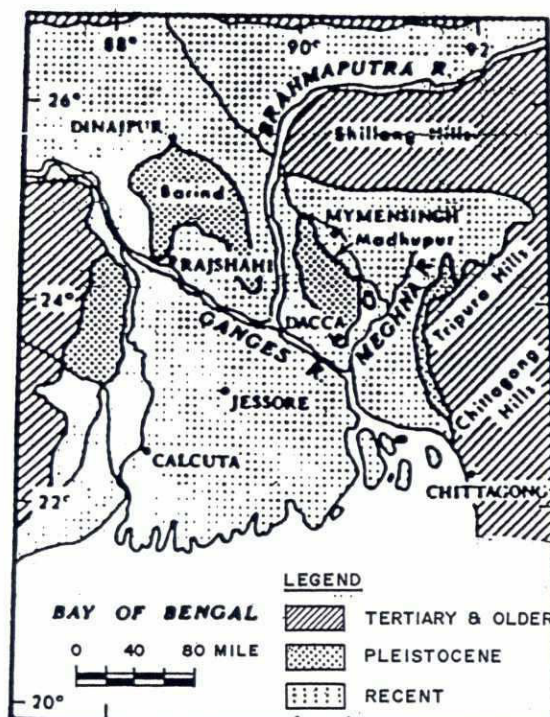 88° 90 92
26°
BRAHMAPUTRA R.
DINAJPUR
Shillong Hills
Barind
MYMENSINGH
Madhupur
RAJSHAHI
24°
DACCA
MEGHNA R.
Tripura Hills
GANGES R.
JESSORE
Chittagong Hills
CALCUTA
CHITTAGONG
22°
LEGEND
BAY OF BENGAL
TERTIARY & OLDER
0 40 80 MILE
PLEISTOCENE
20°
RECENT